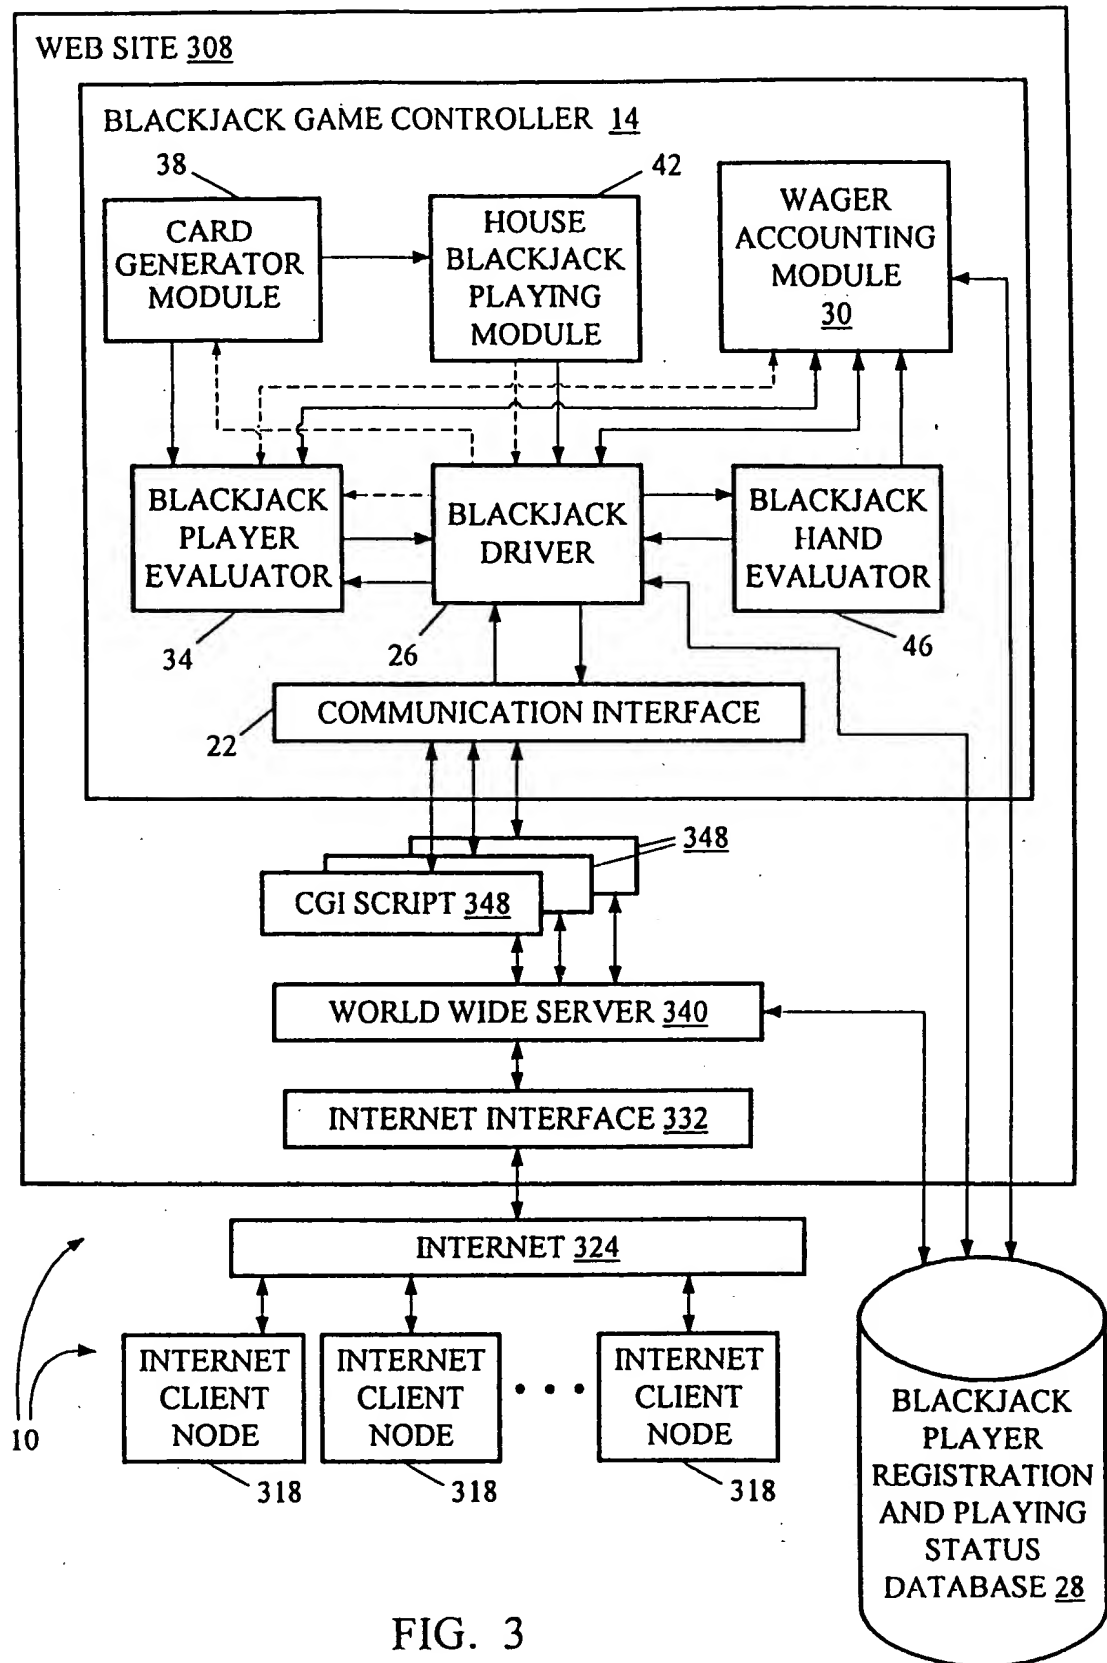 WEB SITE 308
BLACKJACK GAME CONTROLLER 14
38
42
CARD
GENERATOR
MODULE
HOUSE
BLACKJACK
PLAYING
MODULE
WAGER
ACCOUNTING
MODULE
30
BLACKJACK
PLAYER
EVALUATOR
BLACKJACK
DRIVER
BLACKJACK
HAND
EVALUATOR
34
26
46
COMMUNICATION INTERFACE
22
348
CGI SCRIPT 348
WORLD WIDE SERVER 340
INTERNET INTERFACE 332
INTERNET 324
INTERNET
CLIENT
NODE
INTERNET
CLIENT
NODE
• • •
INTERNET
CLIENT
NODE
10
318
318
318
BLACKJACK
PLAYER
REGISTRATION
AND PLAYING
STATUS
DATABASE 28
FIG. 3